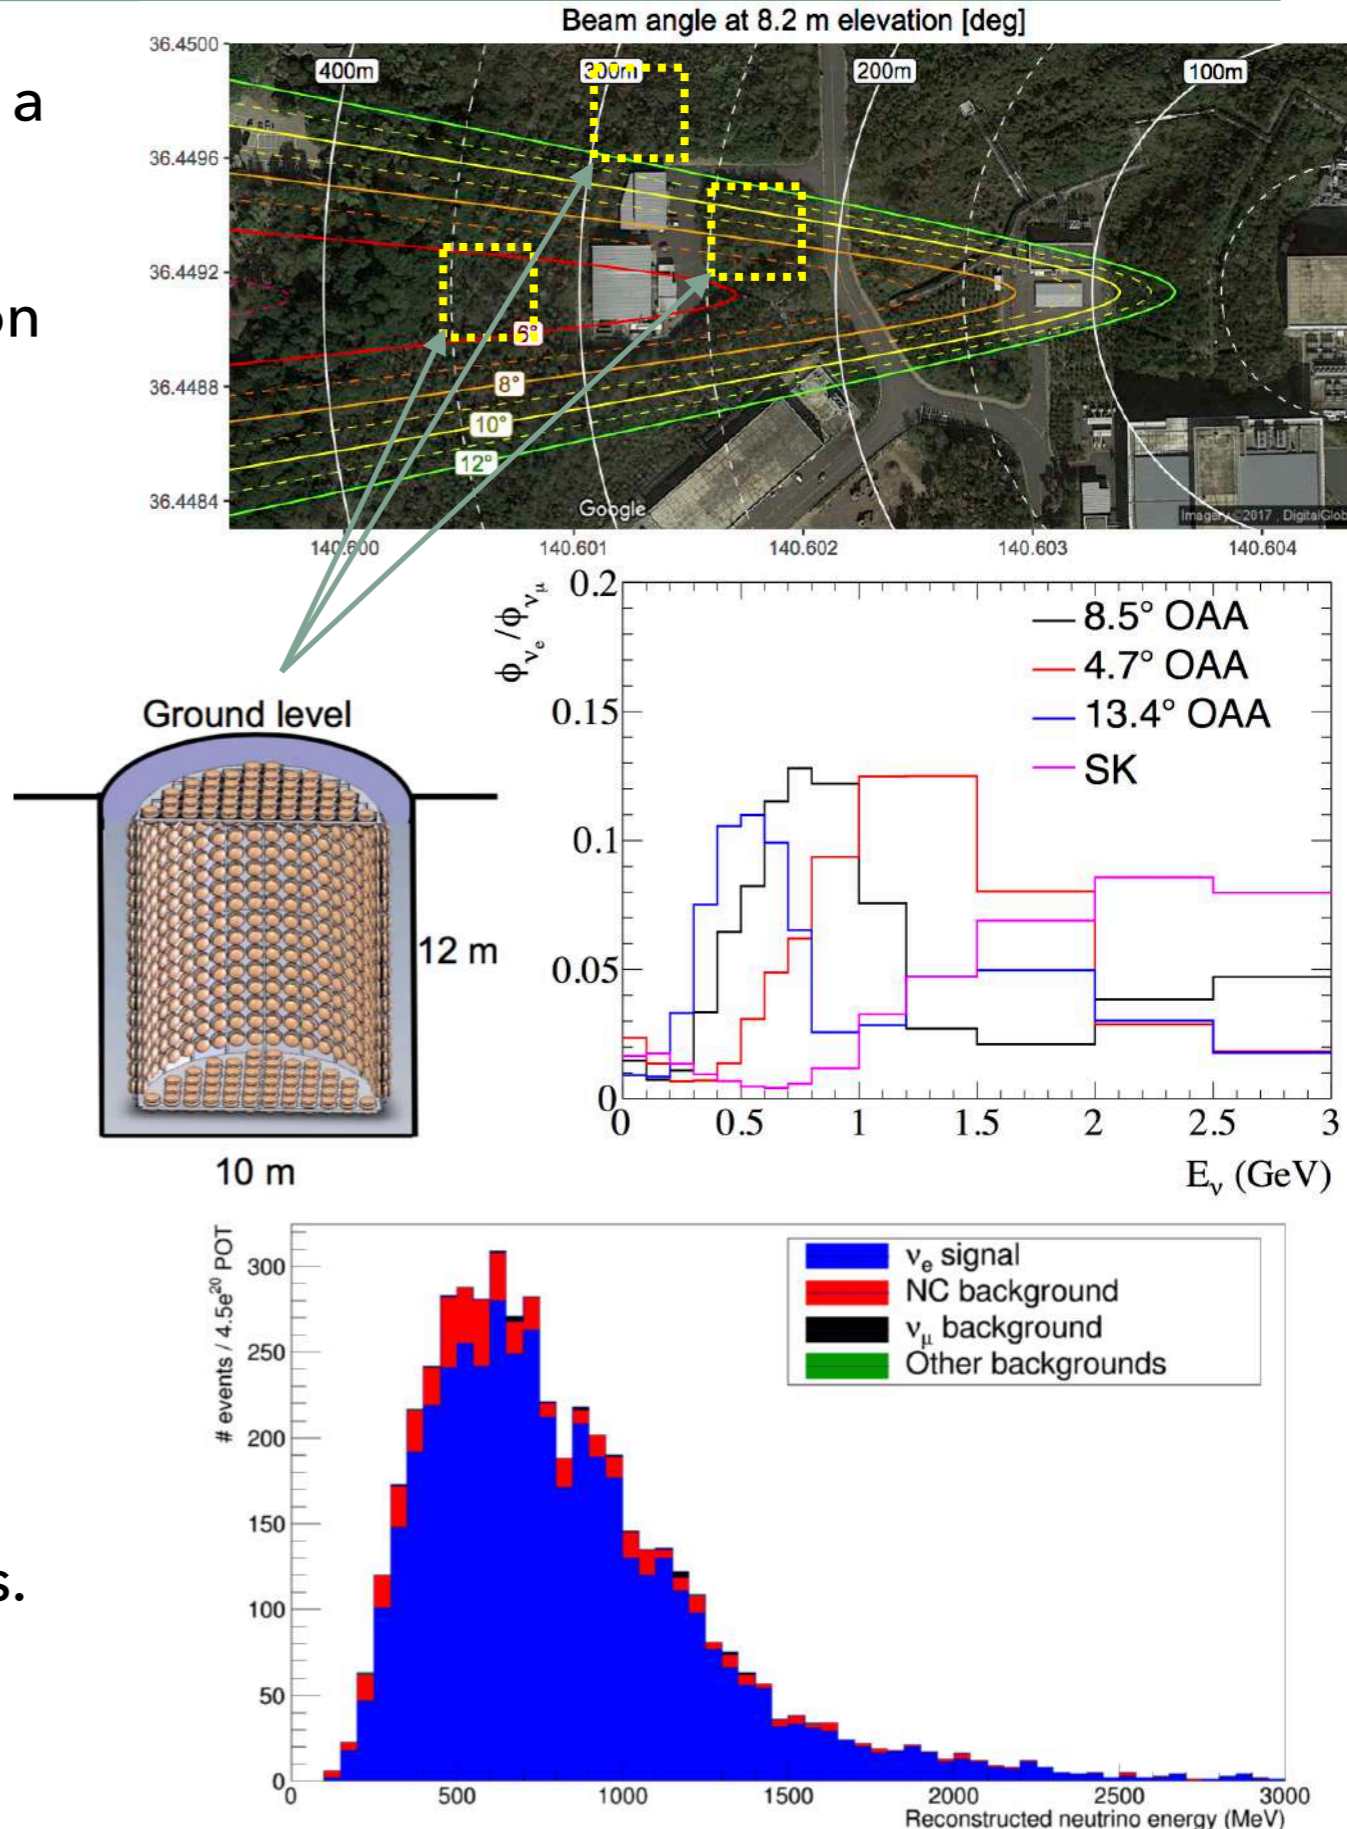 Beam angle at 8.2 m elevation [deg]
a
on
s.
36.4500
36.4496
36.4492
36.4488
36.4484
400m
300m
200m
100m
6°
8°
10°
12°
Google
Imagery ©2017 , DigitalGlob
140.600
140.601
140.602
140.603
140.604
Ground level
12 m
10 m
ϕνe /ϕνμ
0.2
0.15
0.1
0.05
0
8.5° OAA
4.7° OAA
13.4° OAA
SK
0 0.5 1 1.5 2 2.5 3
Eν (GeV)
# events / 4.5e20 POT
300
250
200
150
100
50
0
νe signal
NC background
νμ background
Other backgrounds
0 500 1000 1500 2000 2500 3000
Reconstructed neutrino energy (MeV)